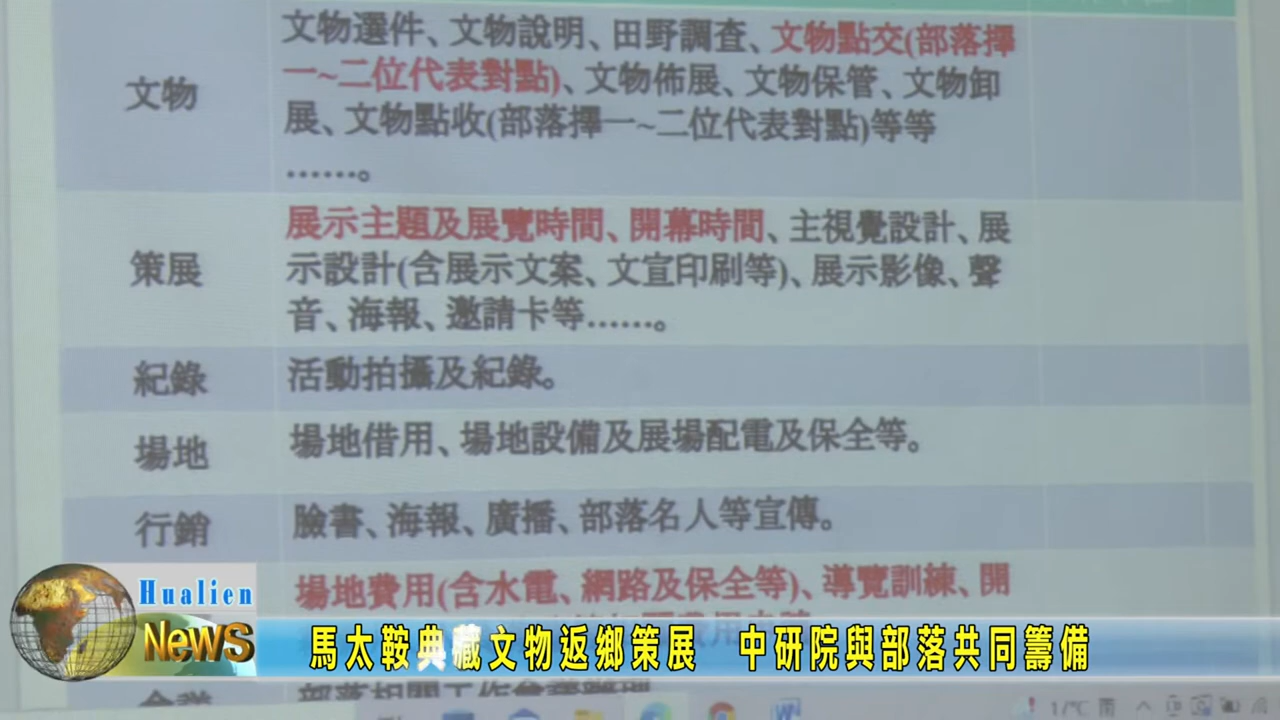 文物選件、文物說明、田野調查、文物點交(部落擇
文物
一~二位代表對點)、文物佈展、文物保管、文物卸
展、文物點收(部落擇一~二位代表對點)等等
……。
展示主題及展覽時間、開幕時間、主視覺設計、展
策展
示設計(含展示文案、文宣印刷等)、展示影像、聲
音、海報、邀請卡等……。
紀錄
活動拍攝及紀錄。
場地
場地借用、場地設備及展場配電及保全等。
行銷
臉書、海報、廣播、部落名人等宣傳。
場地費用(含水電、網路及保全等)、導覽訓練、開
Hualien
NewS
馬太鞍典藏文物返鄉策展 中研院與部落共同籌備
17°C